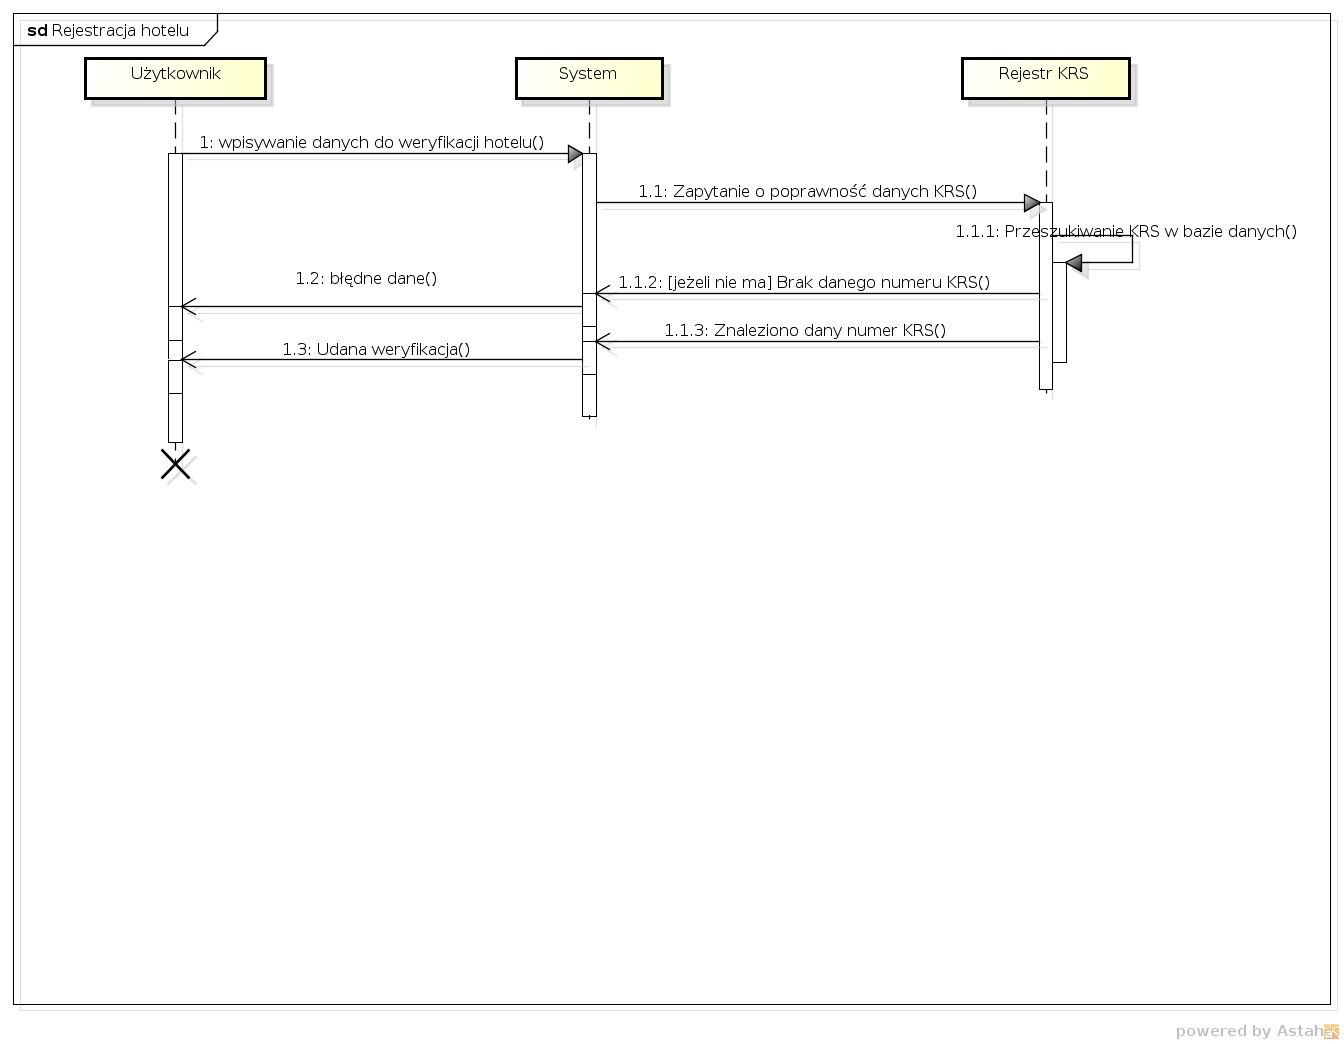 sd Rejestracja hotelu
Użytkownik
System
Rejestr KRS
1: wpisywanie danych do weryfikacji hotelu()
1.1: Zapytanie o poprawność danych KRS()
1.1.1: Przeszukiwanie KRS w bazie danych()
1.2: błędne dane()
1.1.2: [jeżeli nie ma] Brak danego numeru KRS()
1.1.3: Znaleziono dany numer KRS()
1.3: Udana weryfikacja()
powered by Astah